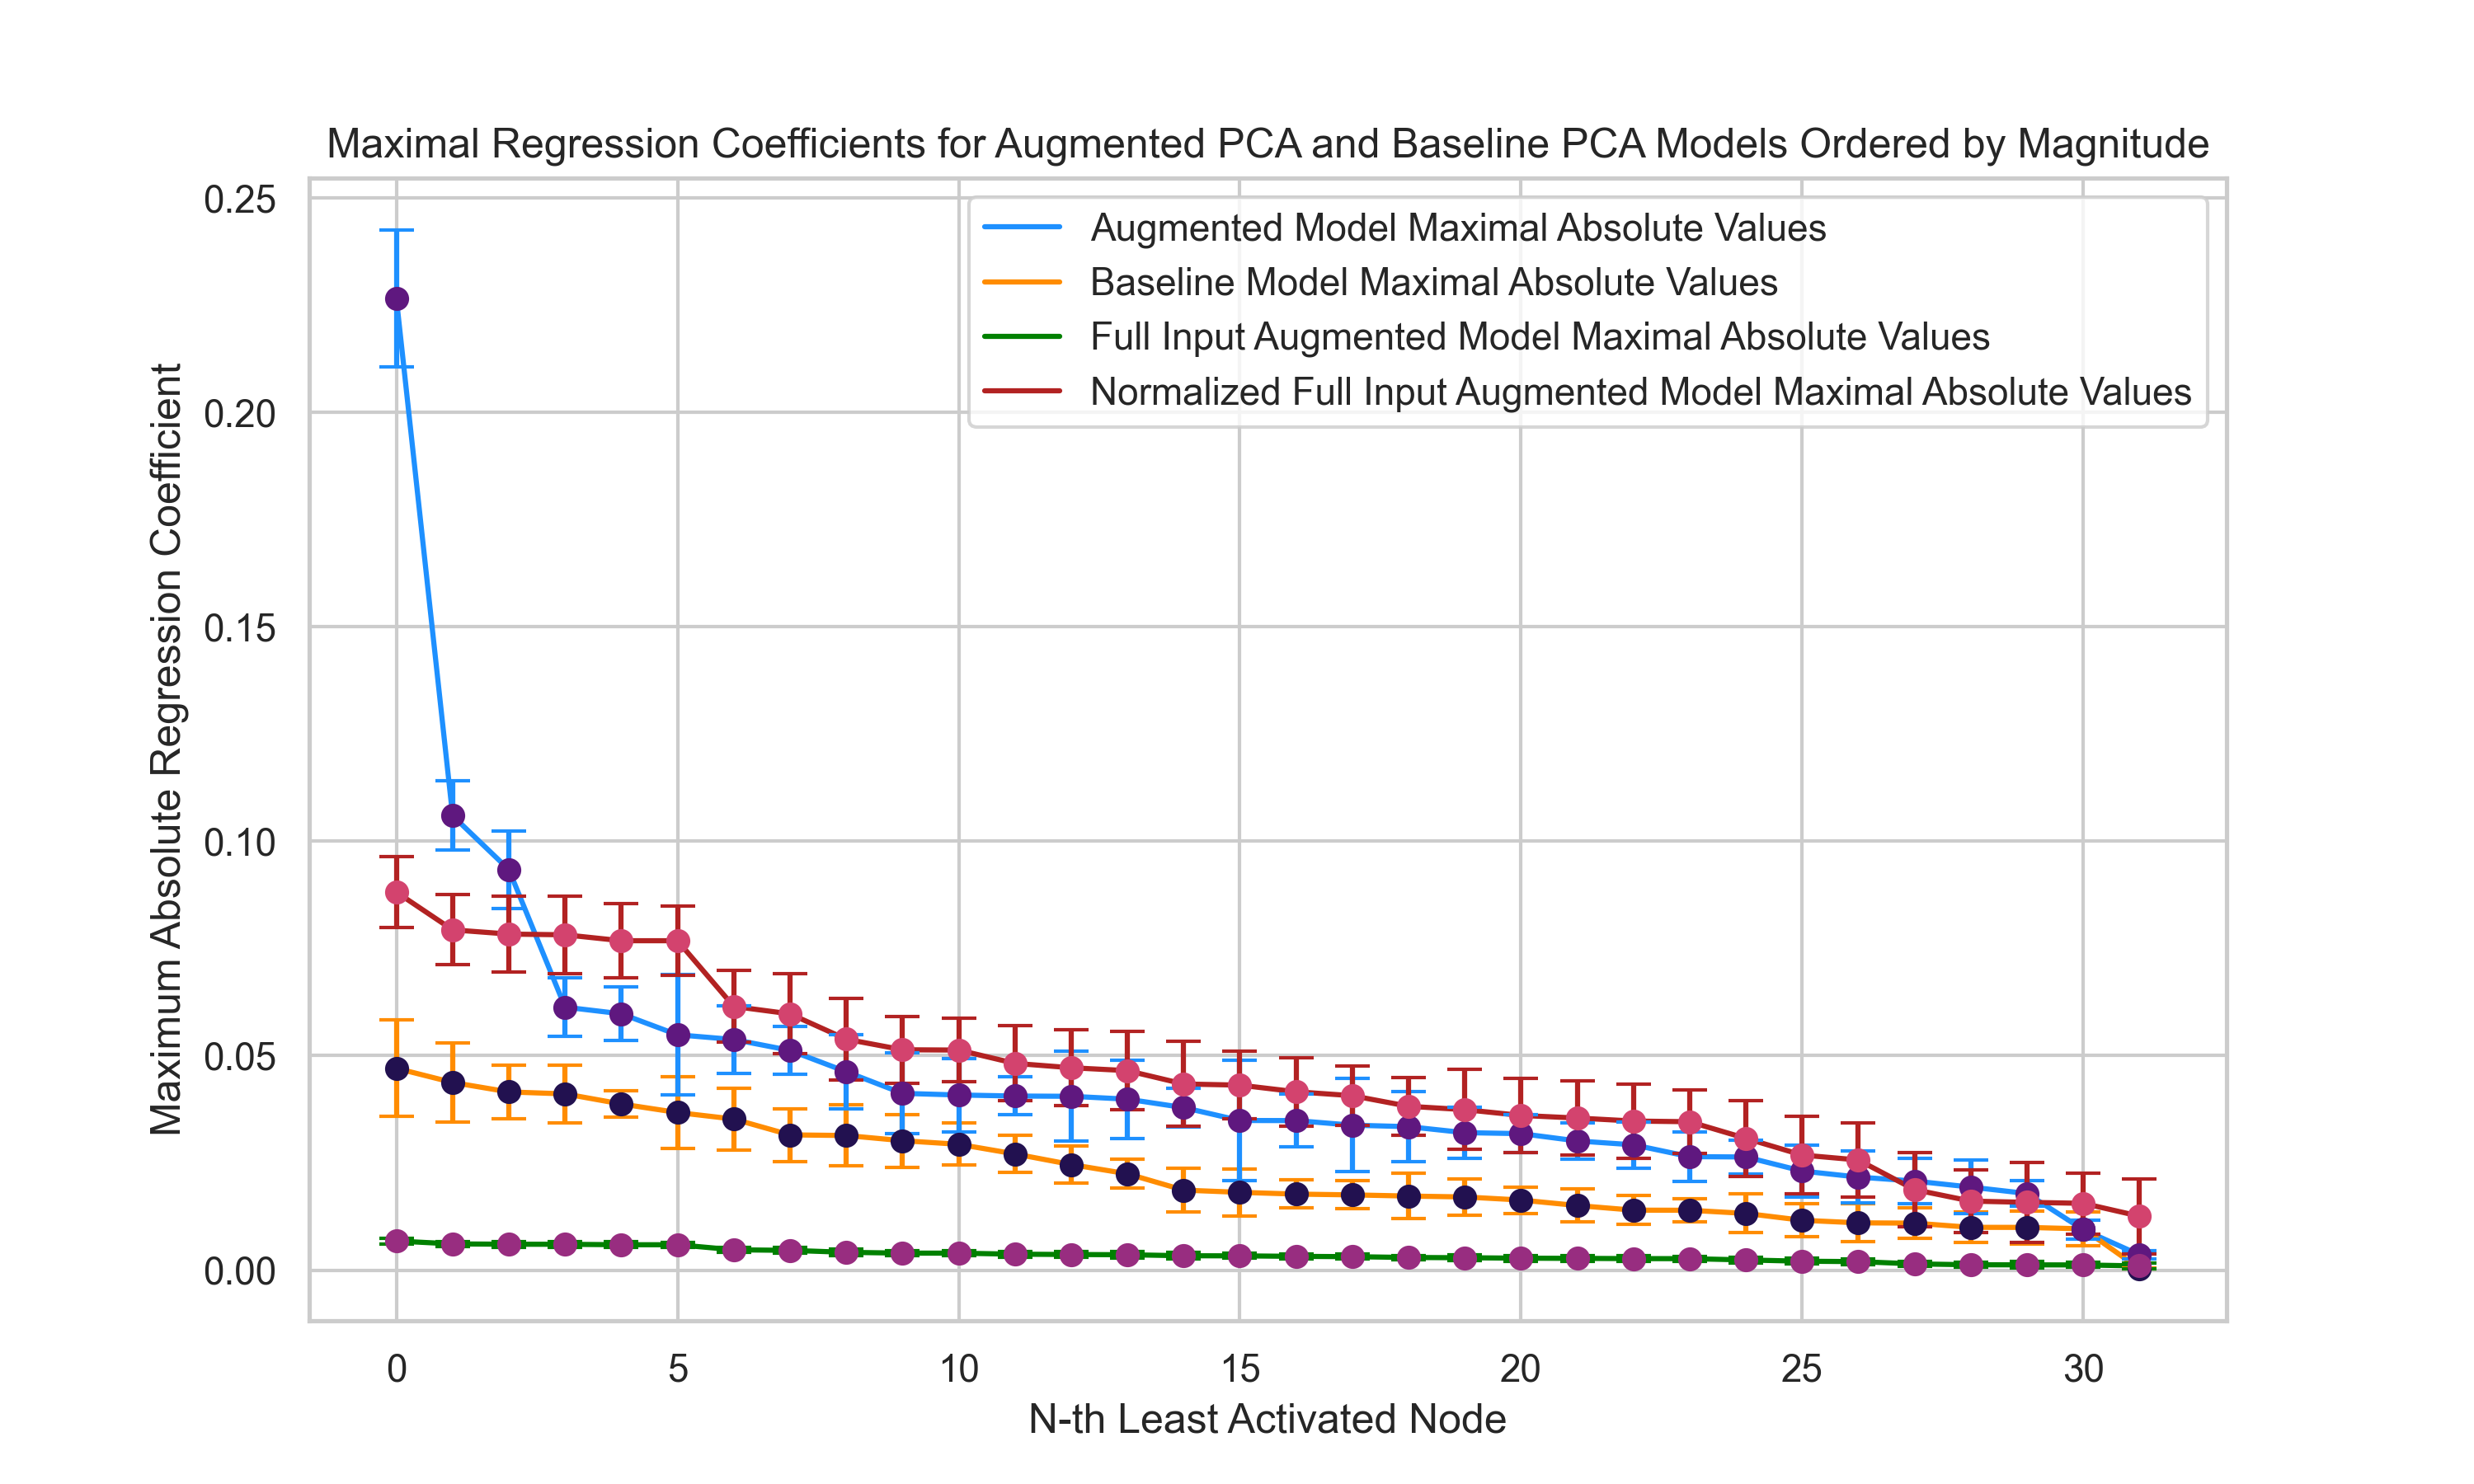 Maximal Regression Coefficients for Augmented PCA and Baseline PCA Models Ordered by Magnitude
Augmented Model Maximal Absolute Values
Baseline Model Maximal Absolute Values
Full Input Augmented Model Maximal Absolute Values
Normalized Full Input Augmented Model Maximal Absolute Values
Maximum Absolute Regression Coefficient
0.25
0.20
0.15
0.10
0.05
0.00
0 5 10 15 20 25 30
N-th Least Activated Node